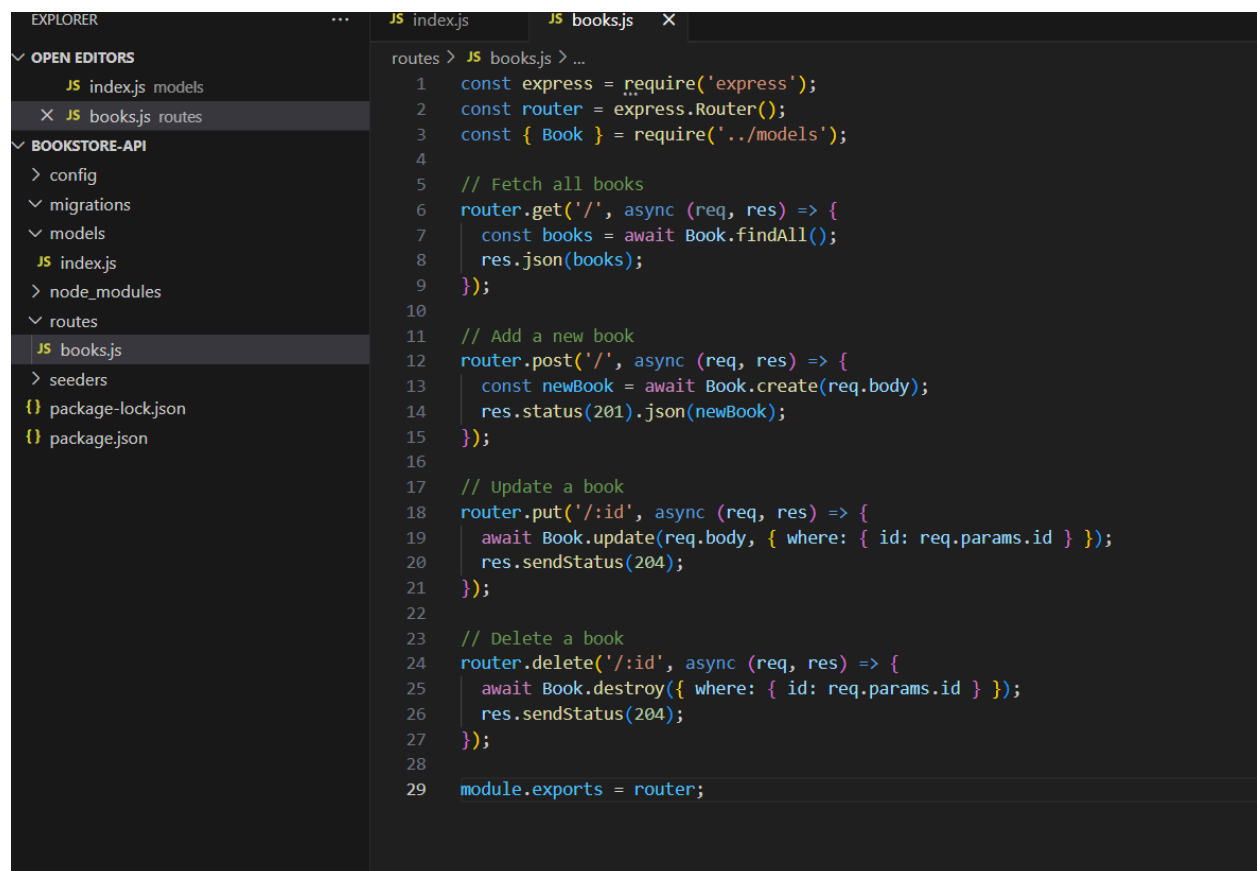 EXPLORER ...
OPEN EDITORS
JS index.js models
JS books.js routes
BOOKSTORE-API
config
migrations
models
JS index.js
node_modules
routes
JS books.js
seeders
{} package-lock.json
{} package.json
JS index.js JS books.js
routes > JS books.js > ...
1 const express = require('express');
2 const router = express.Router();
3 const { Book } = require('../models');
4
5 // Fetch all books
6 router.get('/', async (req, res) => {
7   const books = await Book.findAll();
8   res.json(books);
9 });
10
11 // Add a new book
12 router.post('/', async (req, res) => {
13   const newBook = await Book.create(req.body);
14   res.status(201).json(newBook);
15 });
16
17 // Update a book
18 router.put('/:id', async (req, res) => {
19   await Book.update(req.body, { where: { id: req.params.id } });
20   res.sendStatus(204);
21 });
22
23 // Delete a book
24 router.delete('/:id', async (req, res) => {
25   await Book.destroy({ where: { id: req.params.id } });
26   res.sendStatus(204);
27 });
28
29 module.exports = router;